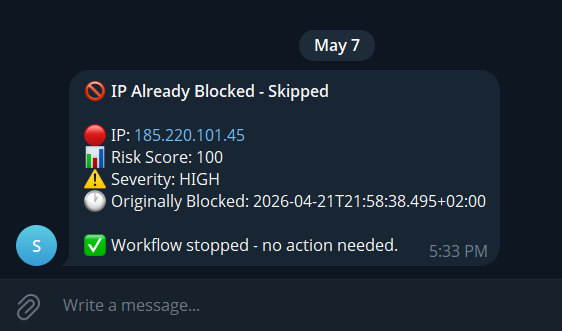 May 7
🚫 IP Already Blocked - Skipped
🔴 IP: 185.220.101.45
📊 Risk Score: 100
⚠️ Severity: HIGH
🕐 Originally Blocked: 2026-04-21T21:58:38.495+02:00
✅ Workflow stopped - no action needed.
5:33 PM
S
Write a message...